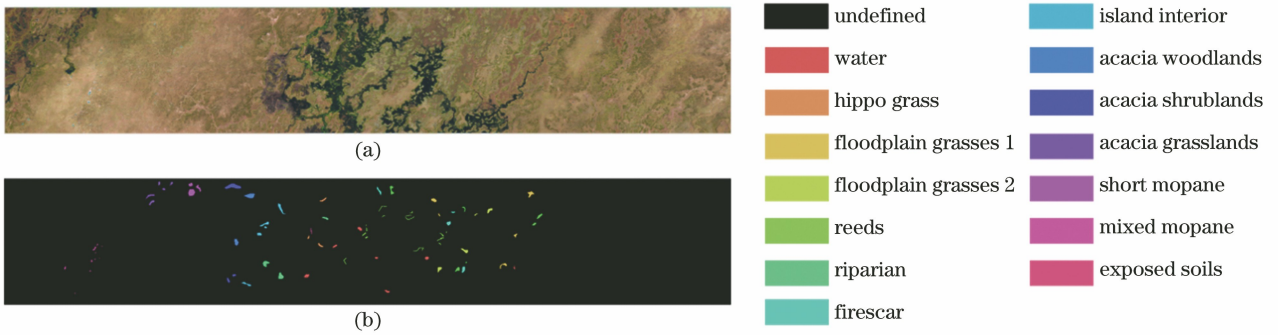 (a)
(b)
undefined
water
hippo grass
floodplain grasses 1
floodplain grasses 2
reeds
riparian
firescar
island interior
acacia woodlands
acacia shrublands
acacia grasslands
short mopane
mixed mopane
exposed soils